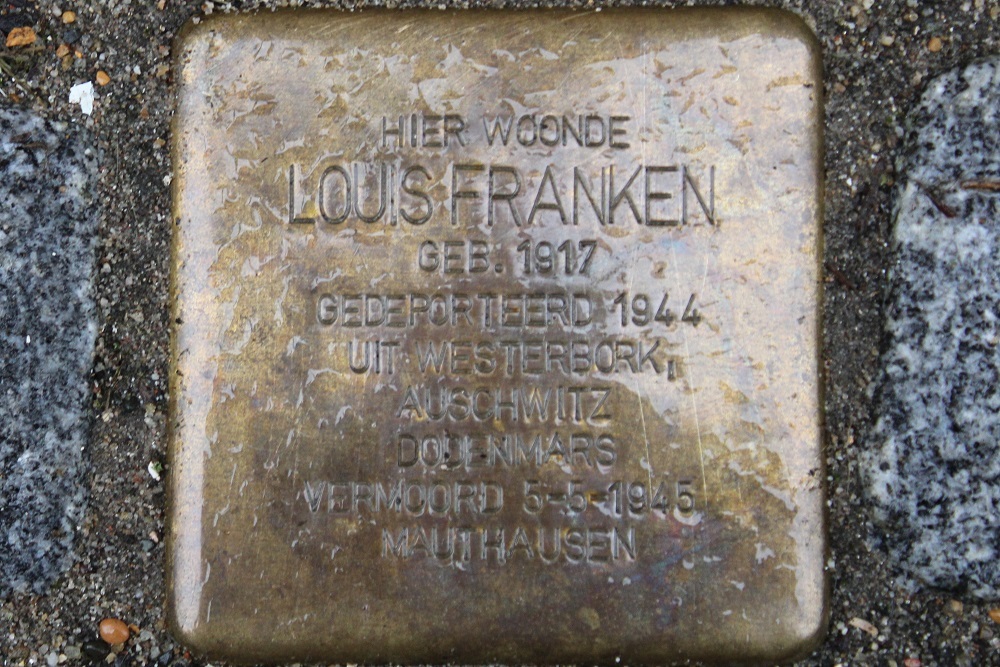 HIER WOONDE
LOUIS FRANKEN
GEB. 1917
GEDEPORTEERD 1944
UIT WESTERBORK,
AUSCHWITZ
DODENMARS
VERMOORD 5-5-1945
MAUTHAUSEN